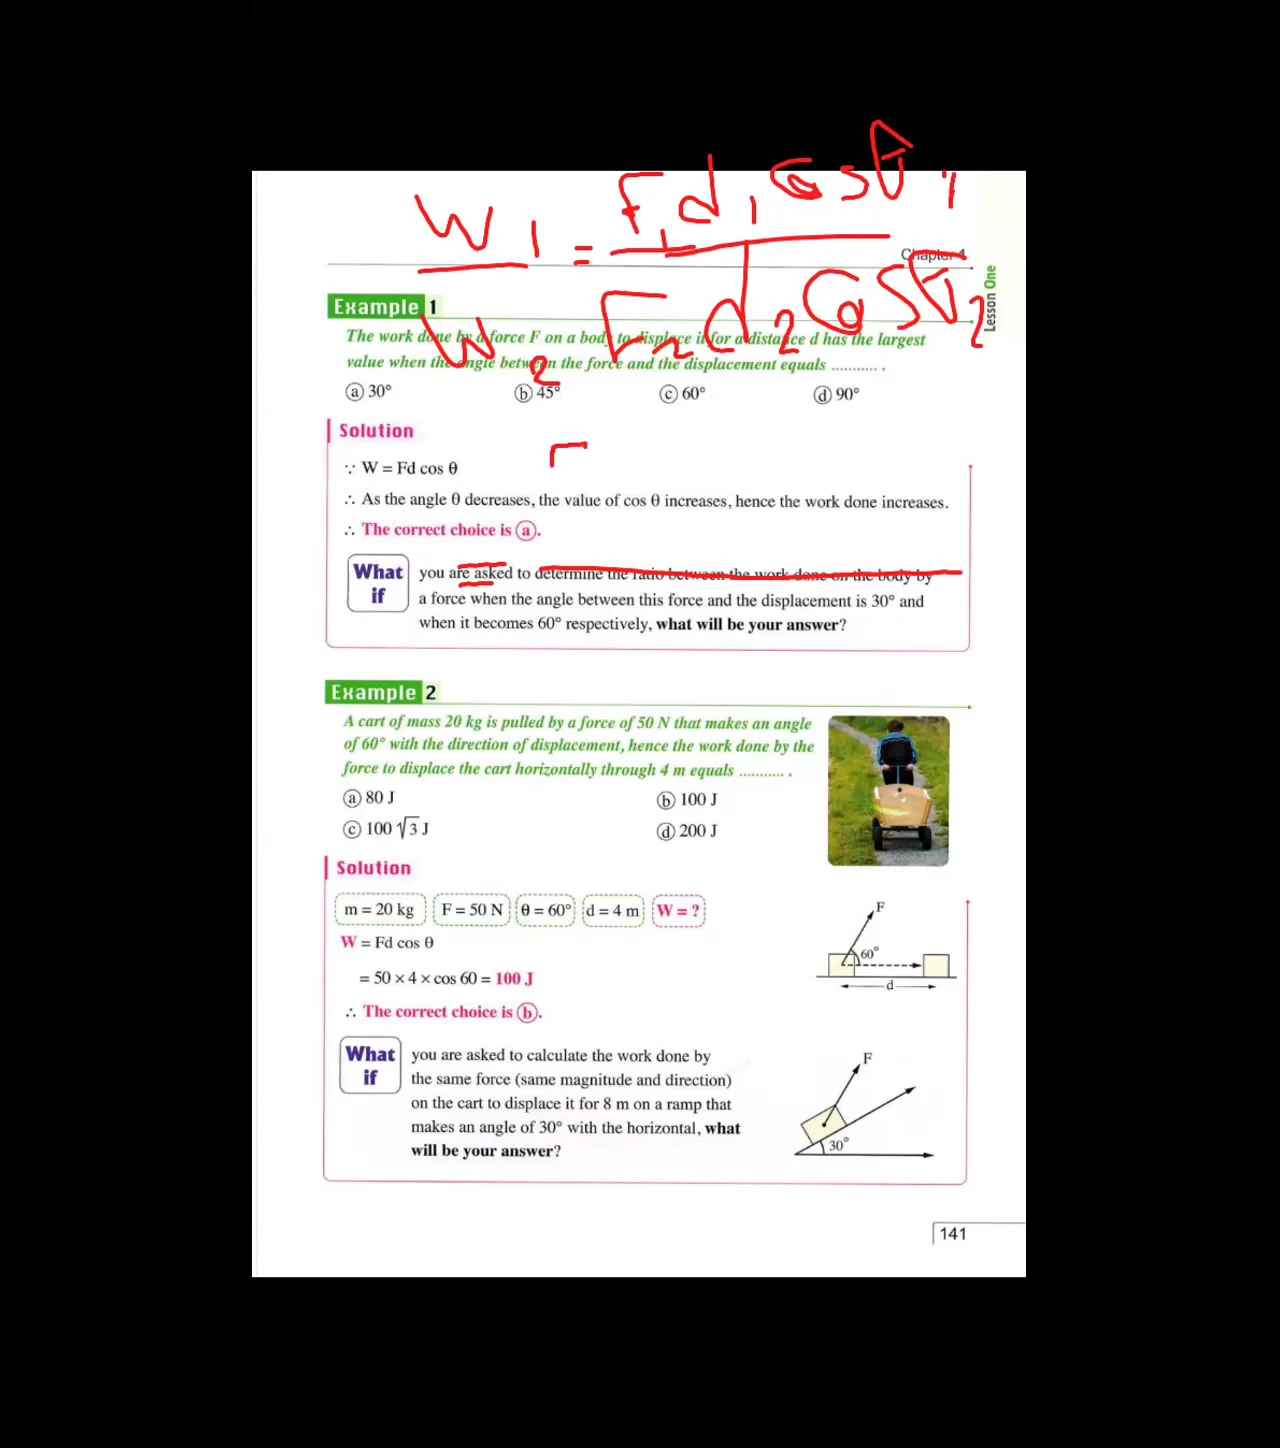 W1 / W2 = F1 d1 Cos θ1 / F2 d2 Cos θ2
Chapter 1
Lesson One
Example 1
The work done by a force F on a body to displace it for a distance d has the largest
value when the angle between the force and the displacement equals ........... .
ⓐ 30° ⓑ 45° ⓒ 60° ⓓ 90°
Solution
∵ W = Fd cos θ
∴ As the angle θ decreases, the value of cos θ increases, hence the work done increases.
∴ The correct choice is ⓐ.
What if
you are asked to determine the ratio between the work done on the body by
a force when the angle between this force and the displacement is 30° and
when it becomes 60° respectively, what will be your answer?
Example 2
A cart of mass 20 kg is pulled by a force of 50 N that makes an angle
of 60° with the direction of displacement, hence the work done by the
force to displace the cart horizontally through 4 m equals ........... .
ⓐ 80 J ⓑ 100 J
ⓒ 100 √3 J ⓓ 200 J
Solution
m = 20 kg F = 50 N θ = 60° d = 4 m W = ?
W = Fd cos θ
= 50 × 4 × cos 60 = 100 J
∴ The correct choice is ⓑ.
F
60°
d
What if
you are asked to calculate the work done by
the same force (same magnitude and direction)
on the cart to displace it for 8 m on a ramp that
makes an angle of 30° with the horizontal, what
will be your answer?
F
30°
141